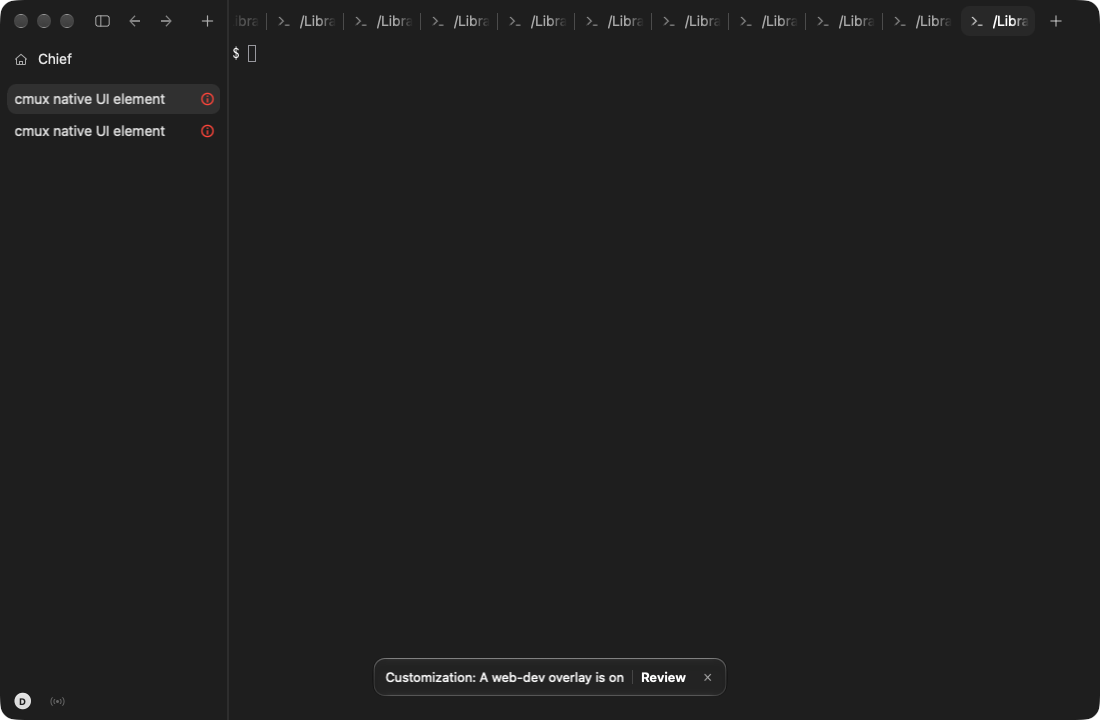 /Libra
/Libra
/Libra
/Libra
/Libra
/Libra
/Libra
/Libra
/Libra
/Libra
Chief
$
cmux native UI element
cmux native UI element
Customization: A web-dev overlay is on Review
D